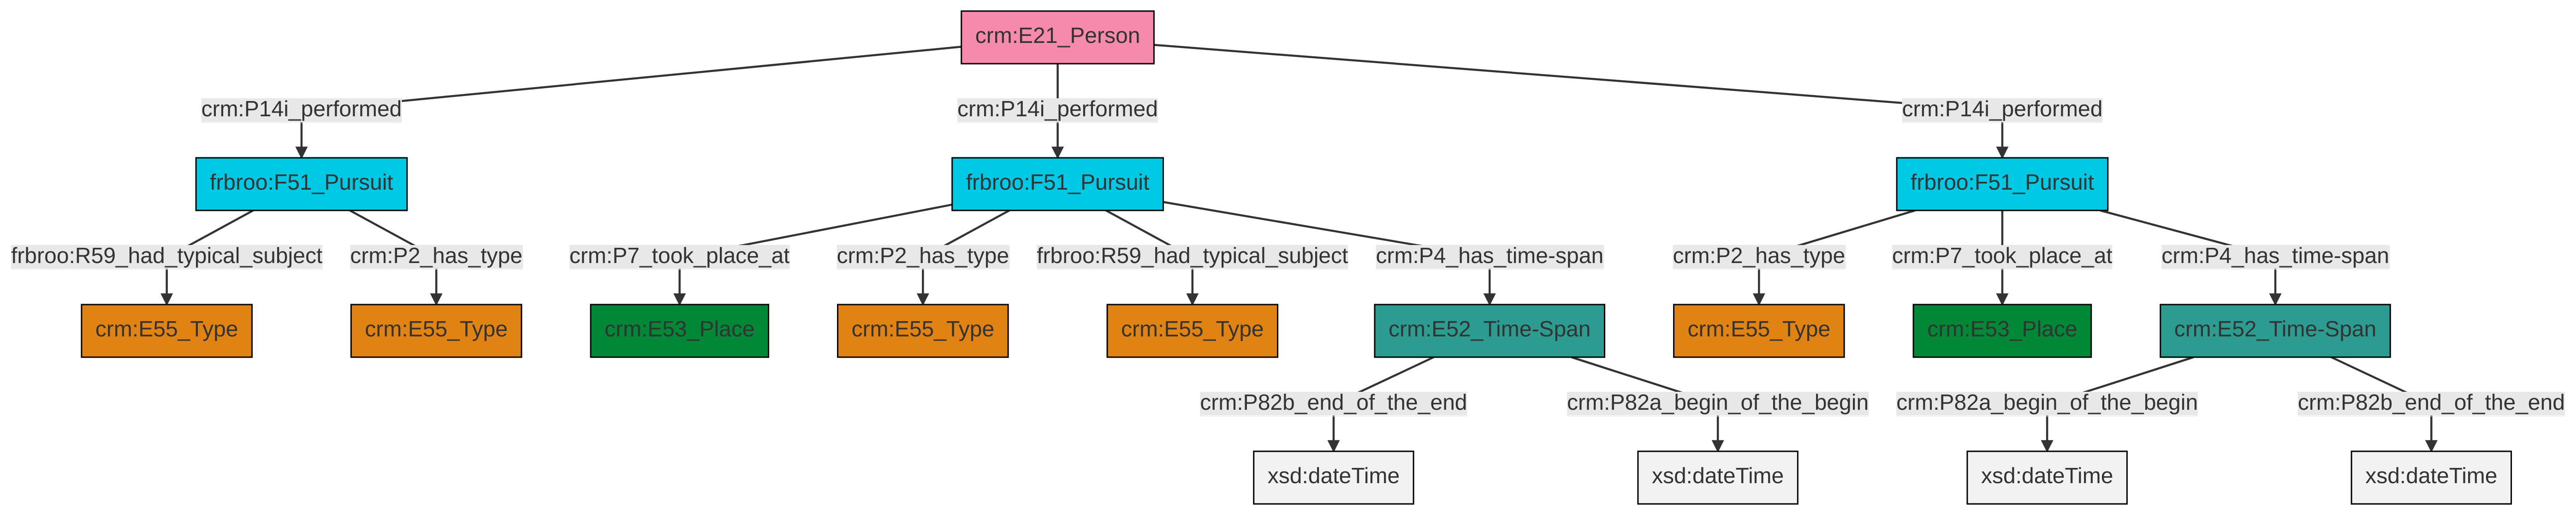 crm:E21_Person
crm:P14i_performed
crm:P14i_performed
crm:P14i_performed
frbroo:F51_Pursuit
frbroo:F51_Pursuit
frbroo:F51_Pursuit
frbroo:R59_had_typical_subject
crm:P2_has_type
crm:P7_took_place_at
crm:P2_has_type
frbroo:R59_had_typical_subject
crm:P4_has_time-span
crm:P2_has_type
crm:P7_took_place_at
crm:P4_has_time-span
crm:E55_Type
crm:E55_Type
crm:E53_Place
crm:E55_Type
crm:E55_Type
crm:E52_Time-Span
crm:E55_Type
crm:E53_Place
crm:E52_Time-Span
crm:P82b_end_of_the_end
crm:P82a_begin_of_the_begin
crm:P82a_begin_of_the_begin
crm:P82b_end_of_the_end
xsd:dateTime
xsd:dateTime
xsd:dateTime
xsd:dateTime